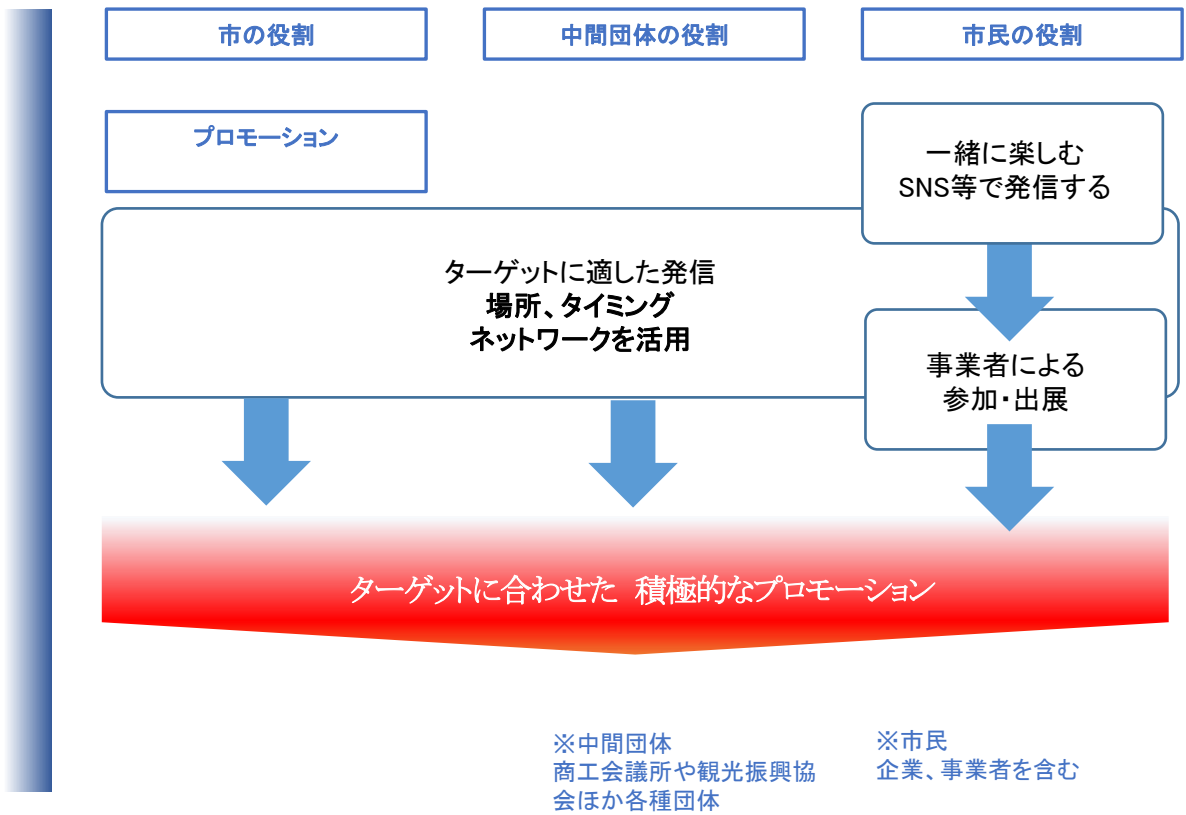 市の役割
中間団体の役割
市民の役割
プロモーション
一緒に楽しむ
SNS等で発信する
ターゲットに適した発信
場所、タイミング
ネットワークを活用
事業者による
参加・出展
ターゲットに合わせた 積極的なプロモーション
※中間団体
商工会議所や観光振興協
会ほか各種団体
※市民
企業、事業者を含む